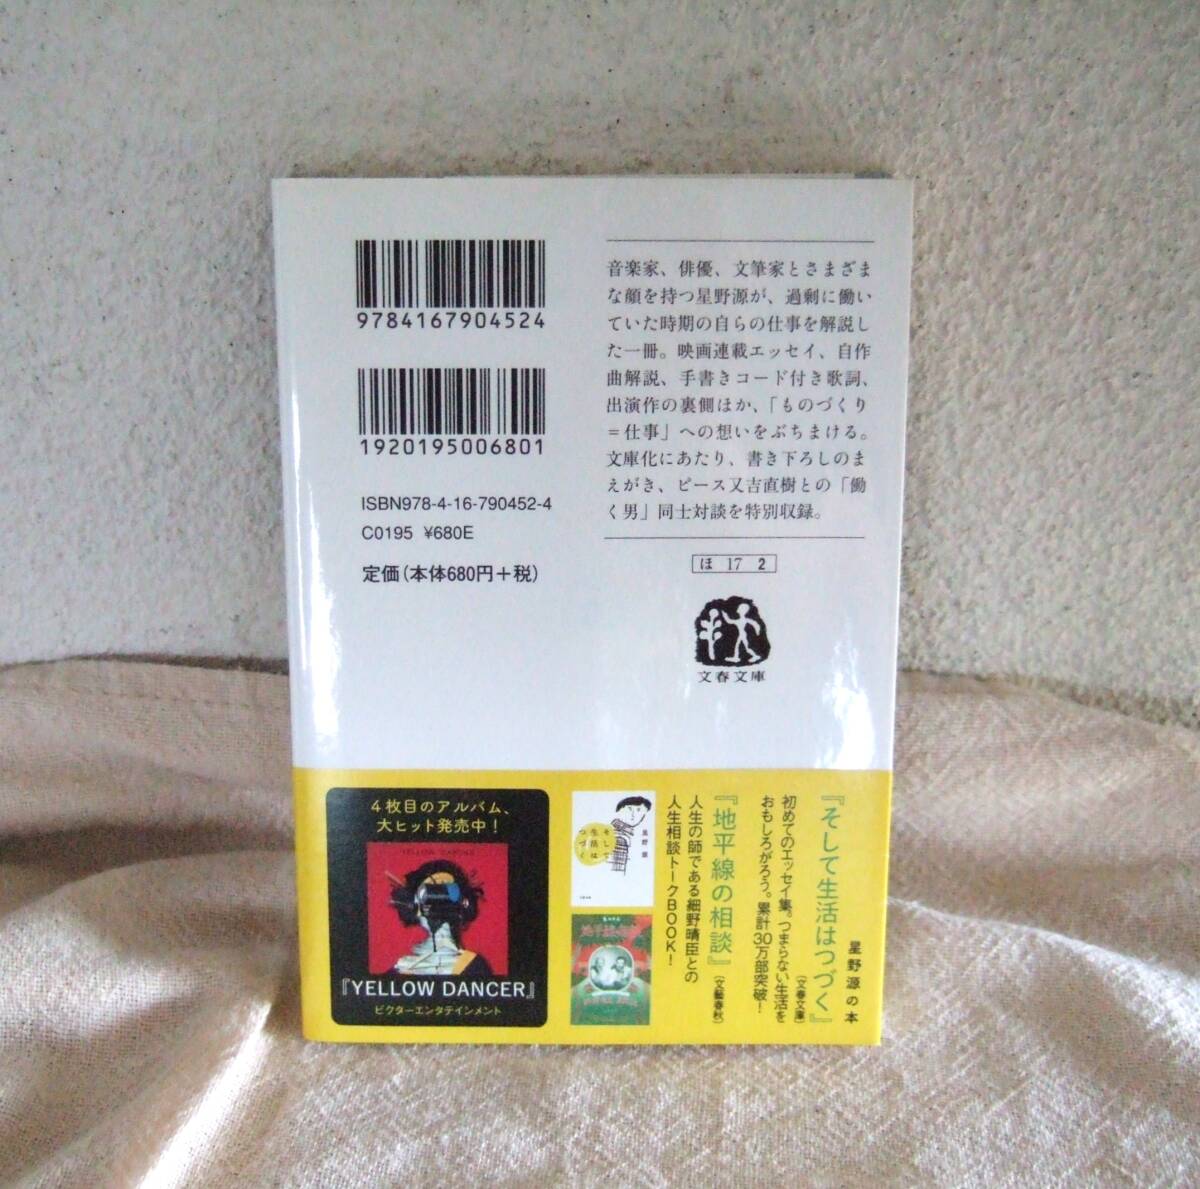 9784167904524
1920195006801
ISBN978-4-16-790452-4
C0195 ¥680E
定価(本体680円+税)
音楽家、俳優、文筆家とさまざま
な顔を持つ星野源が、過剰に働い
ていた時期の自らの仕事を解説し
た一冊。映画連載エッセイ、自作
曲解説、手書きコード付き歌詞、
出演作の裏側ほか、「ものづくり
=仕事」への想いをぶちまける。
文庫化にあたり、書き下ろしのま
えがき、ピース又吉直樹との「働
く男」同士対談を特別収録。
ほ 17 2
文春文庫
星野源の本
『そして生活はつづく』
(文春文庫)
初めてのエッセイ集。つまらない生活を
おもしろがろう。累計30万部突破!
『地平線の相談』
(文藝春秋)
人生の師である細野晴臣との
人生相談トークBOOK!
そして
生活は
つづく
星野源
4枚目のアルバム、
大ヒット発売中!
YELLOW DANCER
『YELLOW DANCER』
ビクターエンタテインメント